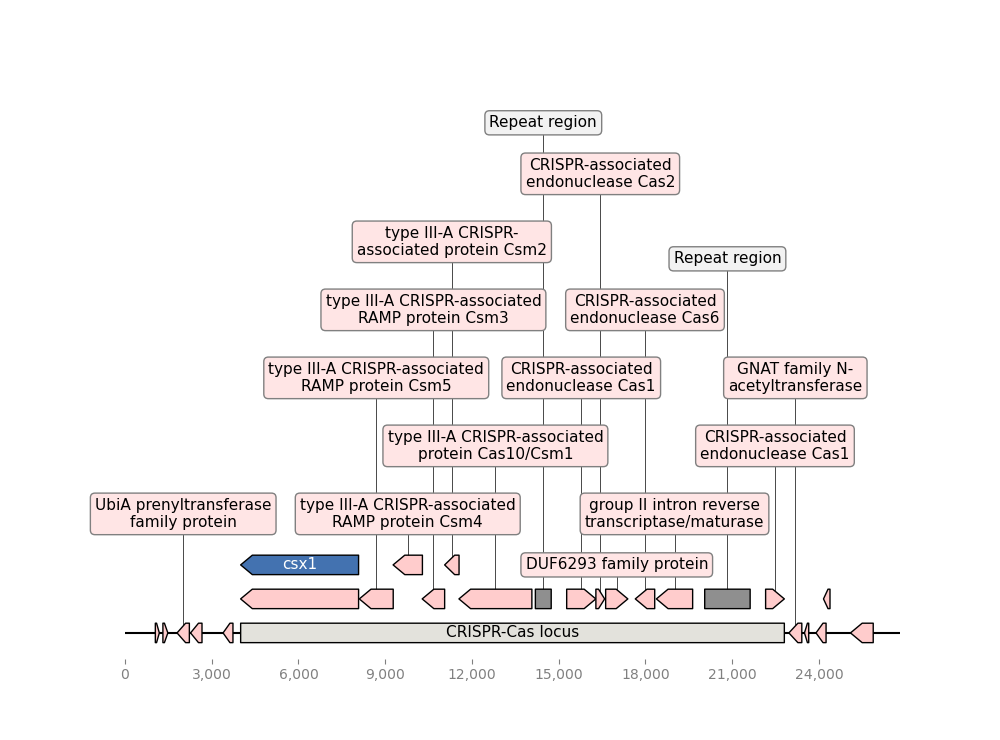 Repeat region
CRISPR-associated
endonuclease Cas2
type III-A CRISPR-
associated protein Csm2
Repeat region
type III-A CRISPR-associated
RAMP protein Csm3
CRISPR-associated
endonuclease Cas6
type III-A CRISPR-associated
RAMP protein Csm5
CRISPR-associated
endonuclease Cas1
GNAT family N-
acetyltransferase
type III-A CRISPR-associated
protein Cas10/Csm1
CRISPR-associated
endonuclease Cas1
UbiA prenyltransferase
family protein
type III-A CRISPR-associated
RAMP protein Csm4
group II intron reverse
transcriptase/maturase
csx1
DUF6293 family protein
CRISPR-Cas locus
0 3,000 6,000 9,000 12,000 15,000 18,000 21,000 24,000